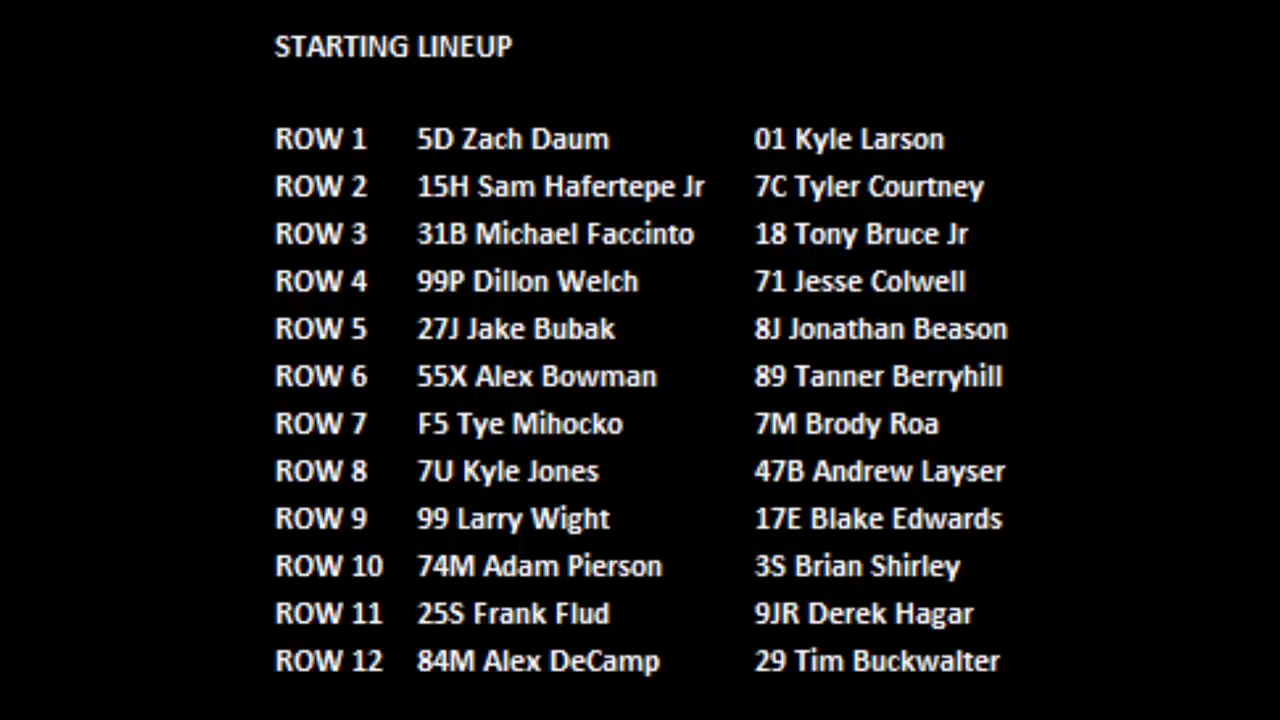 STARTING LINEUP
ROW 1 5D Zach Daum 01 Kyle Larson
ROW 2 15H Sam Hafertepe Jr 7C Tyler Courtney
ROW 3 31B Michael Faccinto 18 Tony Bruce Jr
ROW 4 99P Dillon Welch 71 Jesse Colwell
ROW 5 27J Jake Bubak 8J Jonathan Beason
ROW 6 55X Alex Bowman 89 Tanner Berryhill
ROW 7 F5 Tye Mihocko 7M Brody Roa
ROW 8 7U Kyle Jones 47B Andrew Layser
ROW 9 99 Larry Wight 17E Blake Edwards
ROW 10 74M Adam Pierson 3S Brian Shirley
ROW 11 25S Frank Flud 9JR Derek Hagar
ROW 12 84M Alex DeCamp 29 Tim Buckwalter